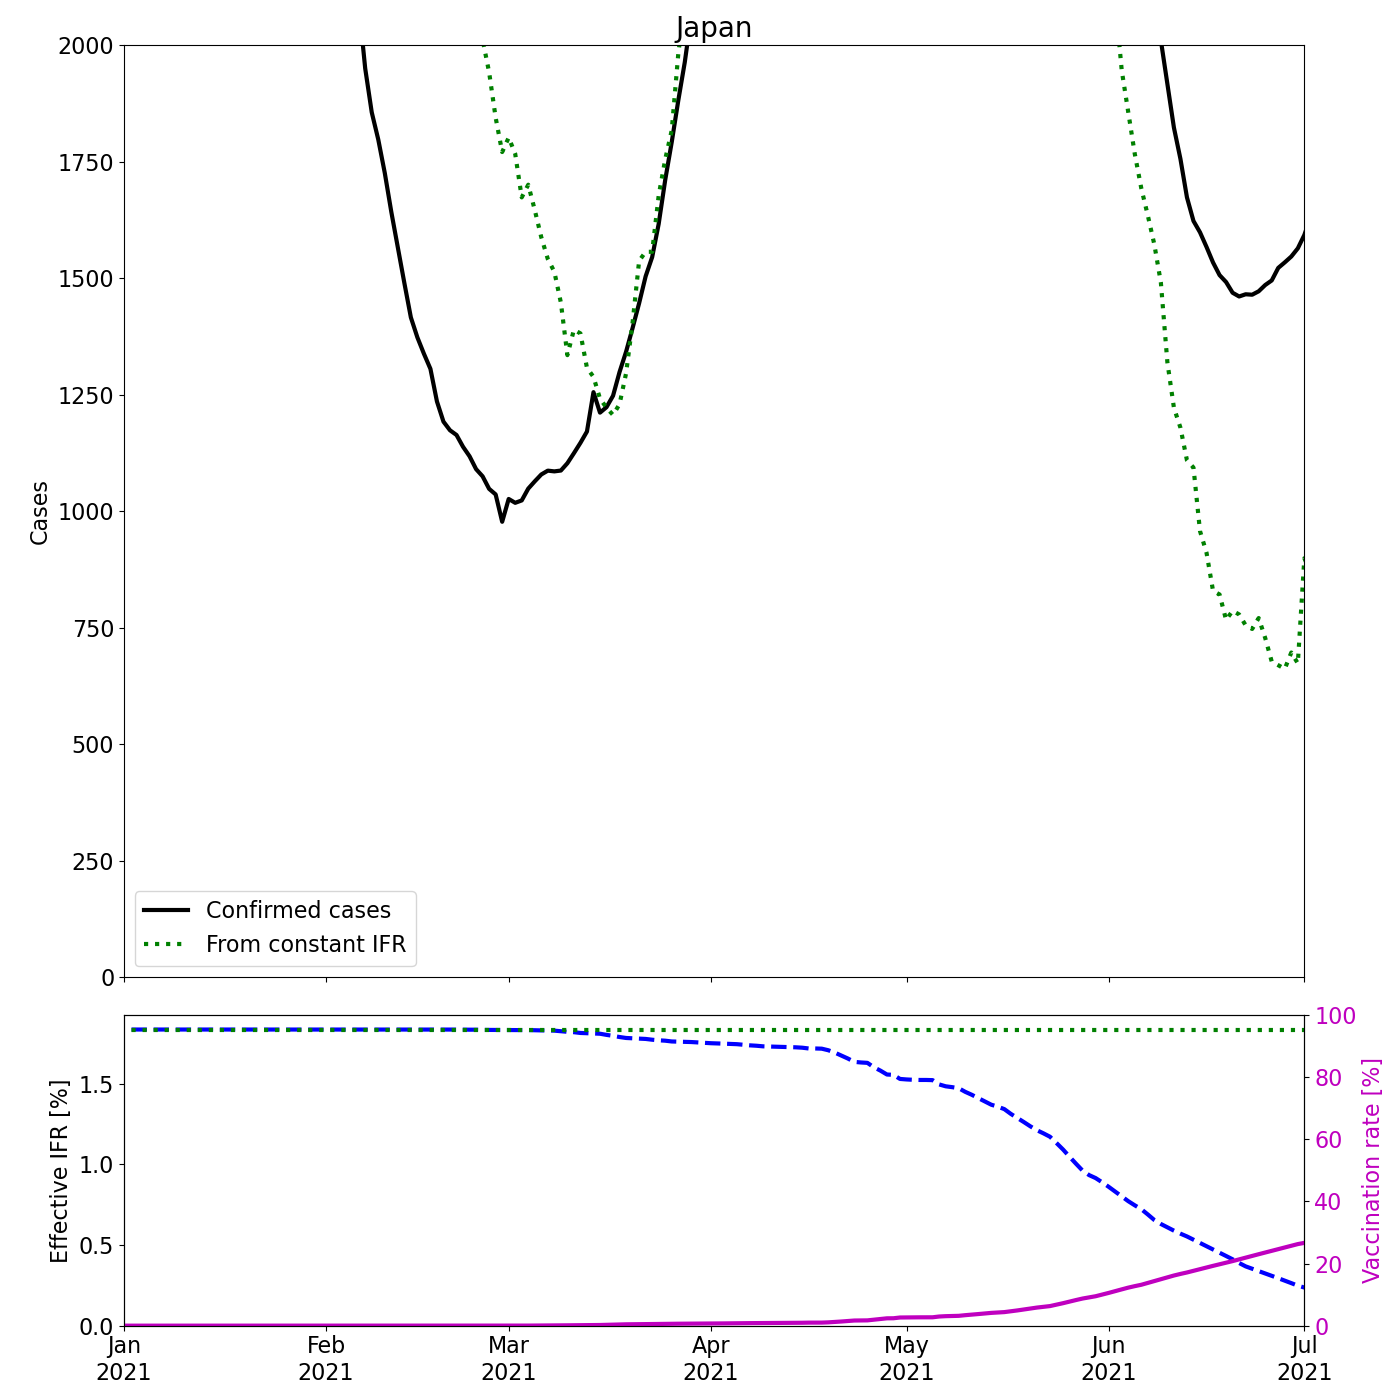 Japan
2000
1750
1500
1250
1000
750
500
250
0
Cases
Confirmed cases
From constant IFR
1.5
1.0
0.5
0.0
Effective IFR [%]
100
80
60
40
20
0
Vaccination rate [%]
Jan Feb Mar Apr May Jun Jul
2021 2021 2021 2021 2021 2021 2021